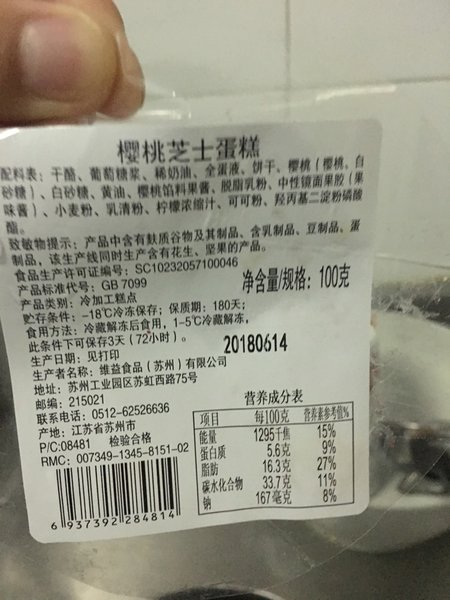 樱桃芝士蛋糕
配料表：干酪、葡萄糖浆、稀奶油、全蛋液、饼干、樱桃（樱桃、白
砂糖）、白砂糖、黄油、樱桃馅料果酱、脱脂乳粉、中性镜面果胶（果
味酱）、小麦粉、乳清粉、柠檬浓缩汁、可可粉、羟丙基二淀粉磷酸
酯。
致敏物提示：产品中含有麸质谷物及其制品、含乳制品、豆制品、蛋
制品，该生产线同时生产含有花生、坚果的产品。
食品生产许可证编号：SC10232057100046
产品标准代号：GB 7099
净含量/规格：100克
产品类别：冷加工糕点
贮存条件：-18℃冷冻保存；保质期：180天；
食用方法：冷藏解冻后食用，1-5℃冷藏解冻，
此条件下可保存3天（72小时）。
生产日期：见打印
20180614
生产者名称：维益食品（苏州）有限公司
地址：苏州工业园区苏虹西路75号
邮编：215021
联系电话：0512-62526636
产地：江苏省苏州市
P/C:08481 检验合格
RMC：007349-1345-8151-02
6 937392 284814
营养成分表
项目 每100克 营养素参考值%
能量 1295千焦 15%
蛋白质 5.6克 9%
脂肪 16.3克 27%
碳水化合物 33.7克 11%
钠 167毫克 8%